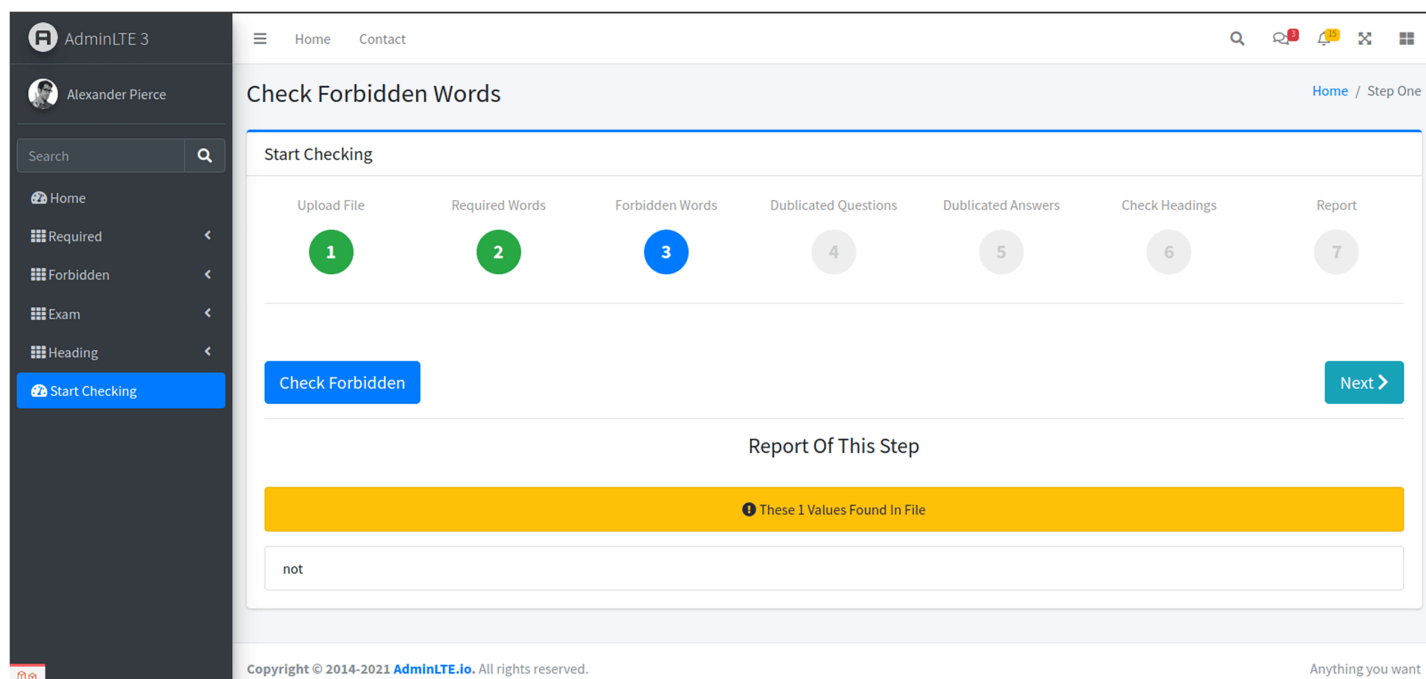 AdminLTE 3
Home Contact
3
15
Alexander Pierce
Check Forbidden Words
Home / Step One
Search
Home
Required
Forbidden
Exam
Heading
Start Checking
Start Checking
Upload File Required Words Forbidden Words Dublicated Questions Dublicated Answers Check Headings Report
1 2 3 4 5 6 7
Check Forbidden
Next
Report Of This Step
These 1 Values Found In File
not
Copyright © 2014-2021 AdminLTE.io. All rights reserved.
Anything you want